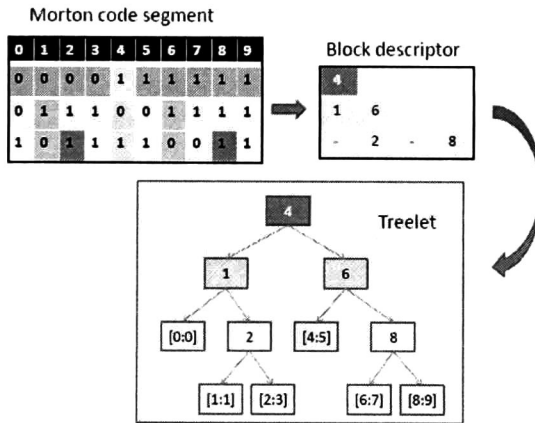 Morton code segment
0 1 2 3 4 5 6 7 8 9
0 0 0 0 1 1 1 1 1 1
0 1 1 1 0 0 1 1 1 1
1 0 1 1 1 1 0 0 1 1
Block descriptor
4
1 6
- 2 - 8
Treelet
4
1 6
[0:0] 2 [4:5] 8
[1:1] [2:3] [6:7] [8:9]